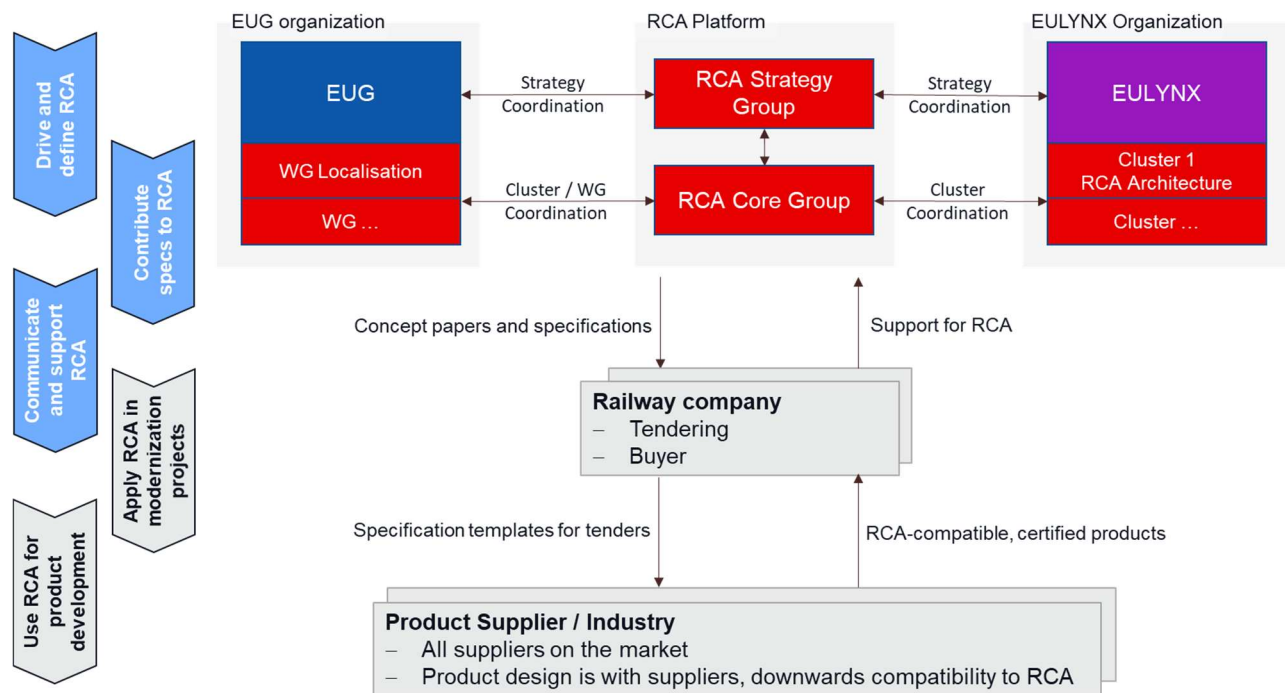 EUG organization
RCA Platform
EULYNX Organization
Drive and
define RCA
Contribute
specs to RCA
Communicate
and support
RCA
Apply RCA in
modernization
projects
Use RCA for
product
development
EUG
WG Localisation
WG ...
Strategy
Coordination
Cluster / WG
Coordination
RCA Strategy
Group
RCA Core Group
Strategy
Coordination
Cluster
Coordination
EULYNX
Cluster 1
RCA Architecture
Cluster ...
Concept papers and specifications
Support for RCA
Railway company
– Tendering
– Buyer
Specification templates for tenders
RCA-compatible, certified products
Product Supplier / Industry
– All suppliers on the market
– Product design is with suppliers, downwards compatibility to RCA